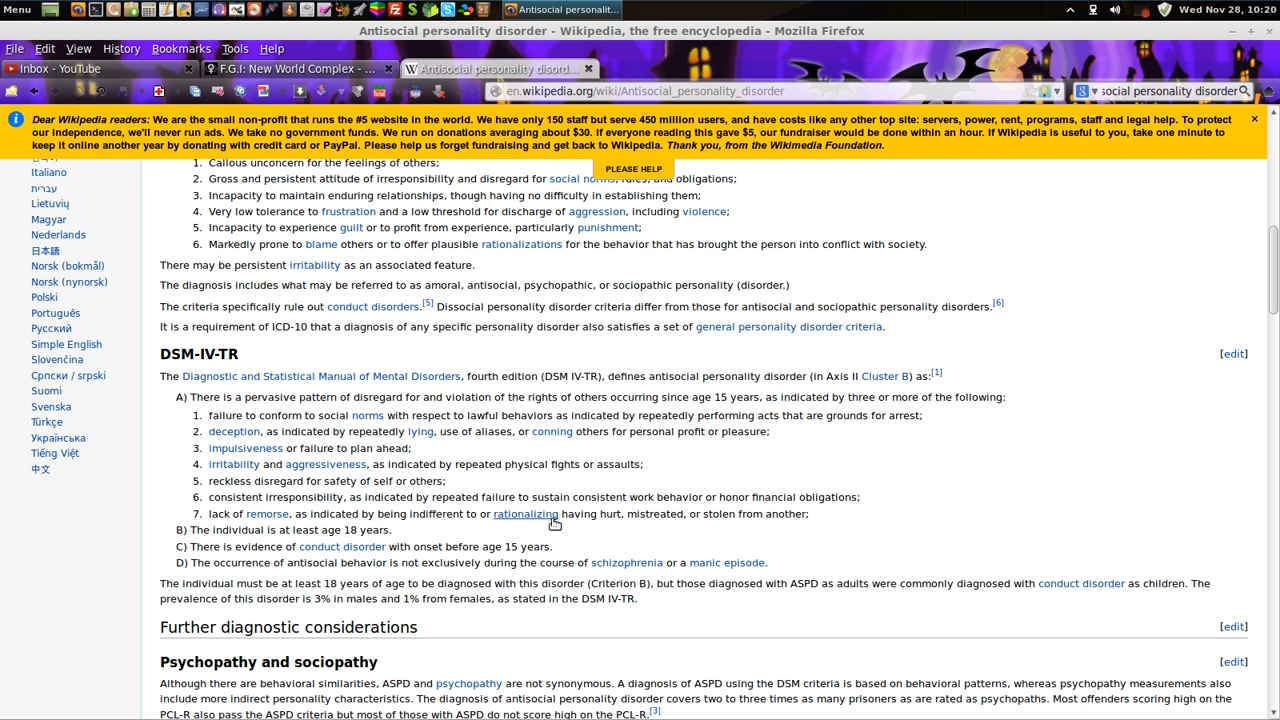 Menu
Antisocial personalit...
Wed Nov 28, 10:20
Antisocial personality disorder - Wikipedia, the free encyclopedia - Mozilla Firefox
File Edit View History Bookmarks Tools Help
Inbox - YouTube
F.G.I: New World Complex - ...
Antisocial personality disord...
en.wikipedia.org/wiki/Antisocial_personality_disorder
social personality disorder
Dear Wikipedia readers: We are the small non-profit that runs the #5 website in the world. We have only 150 staff but serve 450 million users, and have costs like any other top site: servers, power, rent, programs, staff and legal help. To protect
our independence, we'll never run ads. We take no government funds. We run on donations averaging about $30. If everyone reading this gave $5, our fundraiser would be done within an hour. If Wikipedia is useful to you, take one minute to
keep it online another year by donating with credit card or PayPal. Please help us forget fundraising and get back to Wikipedia. Thank you, from the Wikimedia Foundation.
PLEASE HELP
Italiano
עברית
Lietuvių
Magyar
Nederlands
日本語
Norsk (bokmål)
Norsk (nynorsk)
Polski
Português
Русский
Simple English
Slovenčina
Српски / srpski
Suomi
Svenska
Türkçe
Українська
Tiếng Việt
中文
1. Callous unconcern for the feelings of others;
2. Gross and persistent attitude of irresponsibility and disregard for social norms, rules, and obligations;
3. Incapacity to maintain enduring relationships, though having no difficulty in establishing them;
4. Very low tolerance to frustration and a low threshold for discharge of aggression, including violence;
5. Incapacity to experience guilt or to profit from experience, particularly punishment;
6. Markedly prone to blame others or to offer plausible rationalizations for the behavior that has brought the person into conflict with society.
There may be persistent irritability as an associated feature.
The diagnosis includes what may be referred to as amoral, antisocial, psychopathic, or sociopathic personality (disorder.)
The criteria specifically rule out conduct disorders.[5] Dissocial personality disorder criteria differ from those for antisocial and sociopathic personality disorders.[6]
It is a requirement of ICD-10 that a diagnosis of any specific personality disorder also satisfies a set of general personality disorder criteria.
DSM-IV-TR [edit]
The Diagnostic and Statistical Manual of Mental Disorders, fourth edition (DSM IV-TR), defines antisocial personality disorder (in Axis II Cluster B) as:[1]
A) There is a pervasive pattern of disregard for and violation of the rights of others occurring since age 15 years, as indicated by three or more of the following:
1. failure to conform to social norms with respect to lawful behaviors as indicated by repeatedly performing acts that are grounds for arrest;
2. deception, as indicated by repeatedly lying, use of aliases, or conning others for personal profit or pleasure;
3. impulsiveness or failure to plan ahead;
4. irritability and aggressiveness, as indicated by repeated physical fights or assaults;
5. reckless disregard for safety of self or others;
6. consistent irresponsibility, as indicated by repeated failure to sustain consistent work behavior or honor financial obligations;
7. lack of remorse, as indicated by being indifferent to or rationalizing having hurt, mistreated, or stolen from another;
B) The individual is at least age 18 years.
C) There is evidence of conduct disorder with onset before age 15 years.
D) The occurrence of antisocial behavior is not exclusively during the course of schizophrenia or a manic episode.
The individual must be at least 18 years of age to be diagnosed with this disorder (Criterion B), but those diagnosed with ASPD as adults were commonly diagnosed with conduct disorder as children. The
prevalence of this disorder is 3% in males and 1% from females, as stated in the DSM IV-TR.
Further diagnostic considerations [edit]
Psychopathy and sociopathy [edit]
Although there are behavioral similarities, ASPD and psychopathy are not synonymous. A diagnosis of ASPD using the DSM criteria is based on behavioral patterns, whereas psychopathy measurements also
include more indirect personality characteristics. The diagnosis of antisocial personality disorder covers two to three times as many prisoners as are rated as psychopaths. Most offenders scoring high on the
PCL-R also pass the ASPD criteria but most of those with ASPD do not score high on the PCL-R.[3]